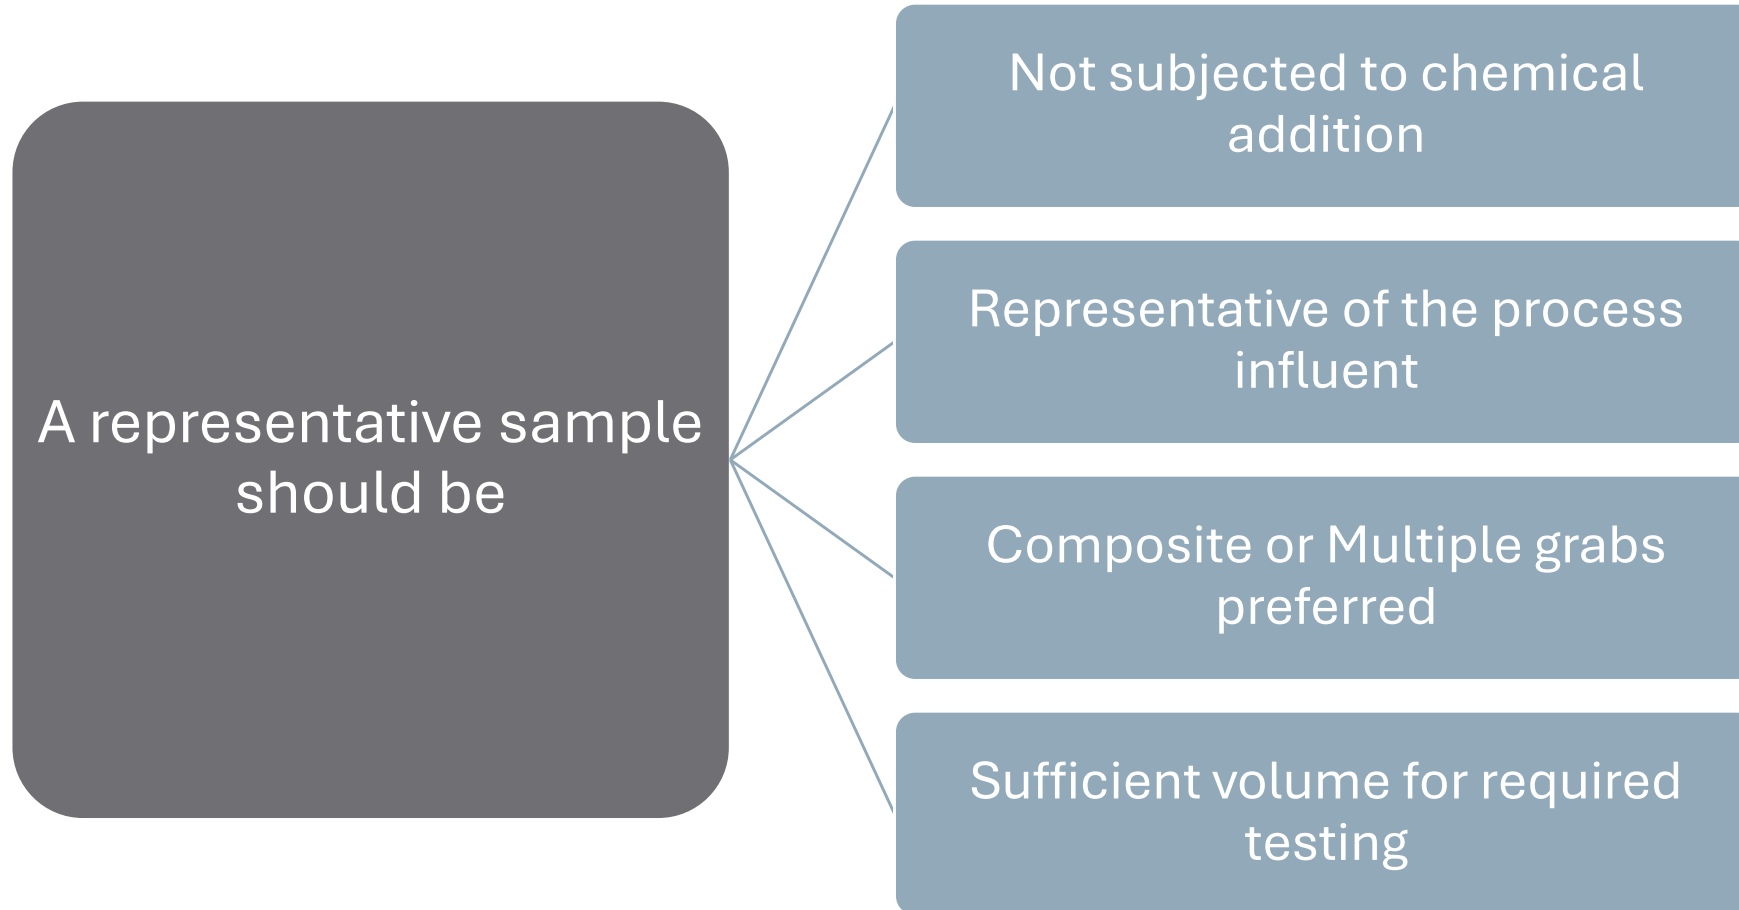 A representative sample
should be
Not subjected to chemical
addition
Representative of the process
influent
Composite or Multiple grabs
preferred
Sufficient volume for required
testing